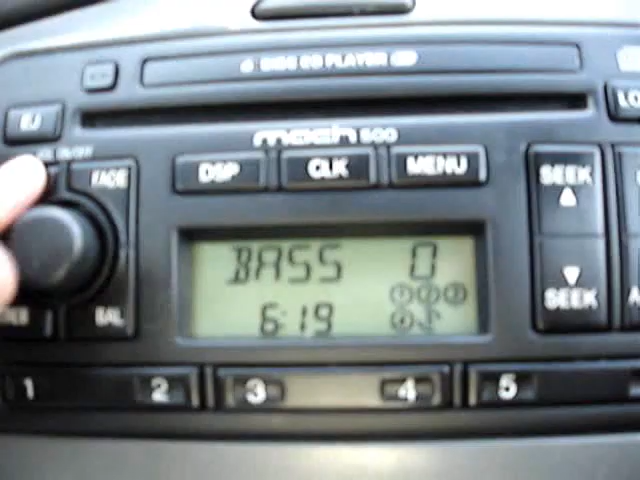 6 DISC CD PLAYER
EJ
mach 500
DSP CLK MENU
FADE
SEEK
BASS 0
6:19
BAL
SEEK
1 2 3 4 5